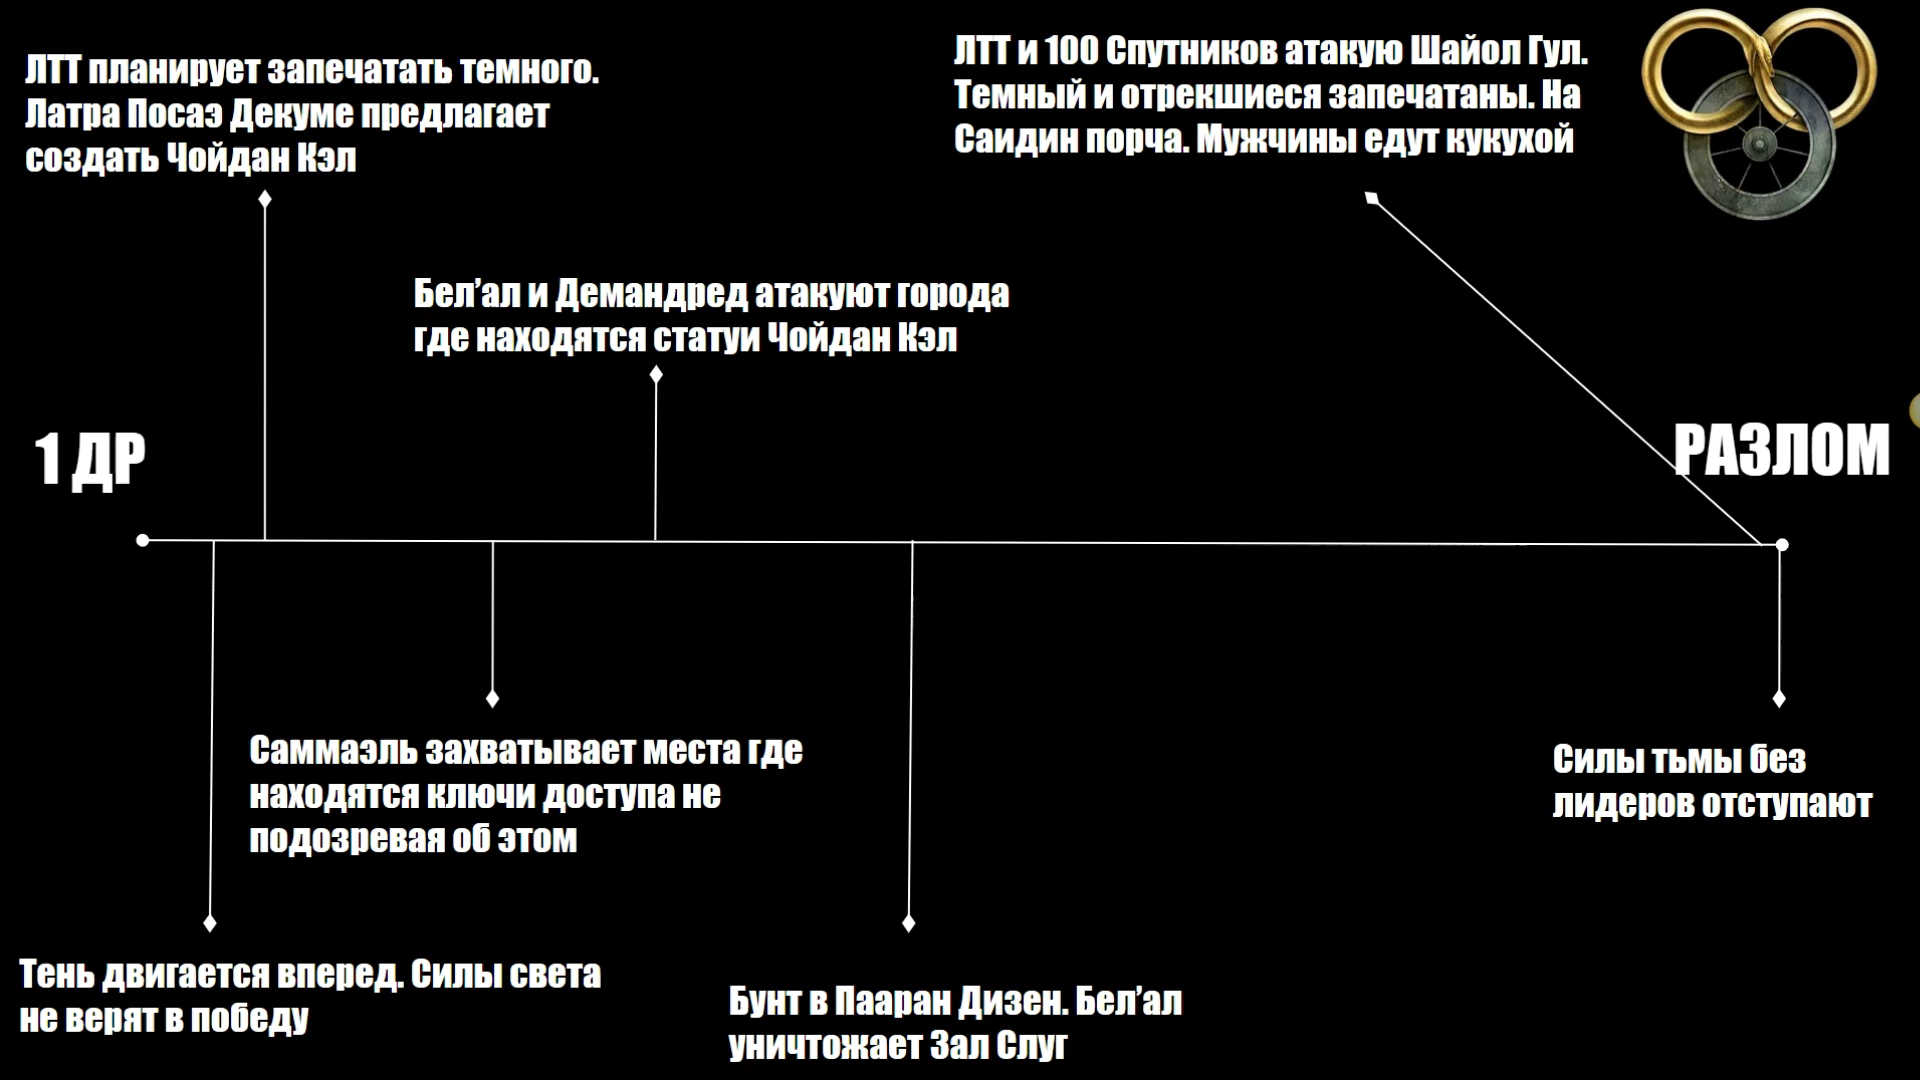 ЛТТ планирует запечатать темного.
Латра Посаэ Декуме предлагает
создать Чойдан Кэл
ЛТТ и 100 Спутников атакую Шайол Гул.
Темный и отрекшиеся запечатаны. На
Саидин порча. Мужчины едут кукухой
Бел’ал и Демандред атакуют города
где находятся статуи Чойдан Кэл
1 ДР
РАЗЛОМ
Саммаэль захватывает места где
находятся ключи доступа не
подозревая об этом
Силы тьмы без
лидеров отступают
Тень двигается вперед. Силы света
не верят в победу
Бунт в Пааран Дизен. Бел’ал
уничтожает Зал Слуг